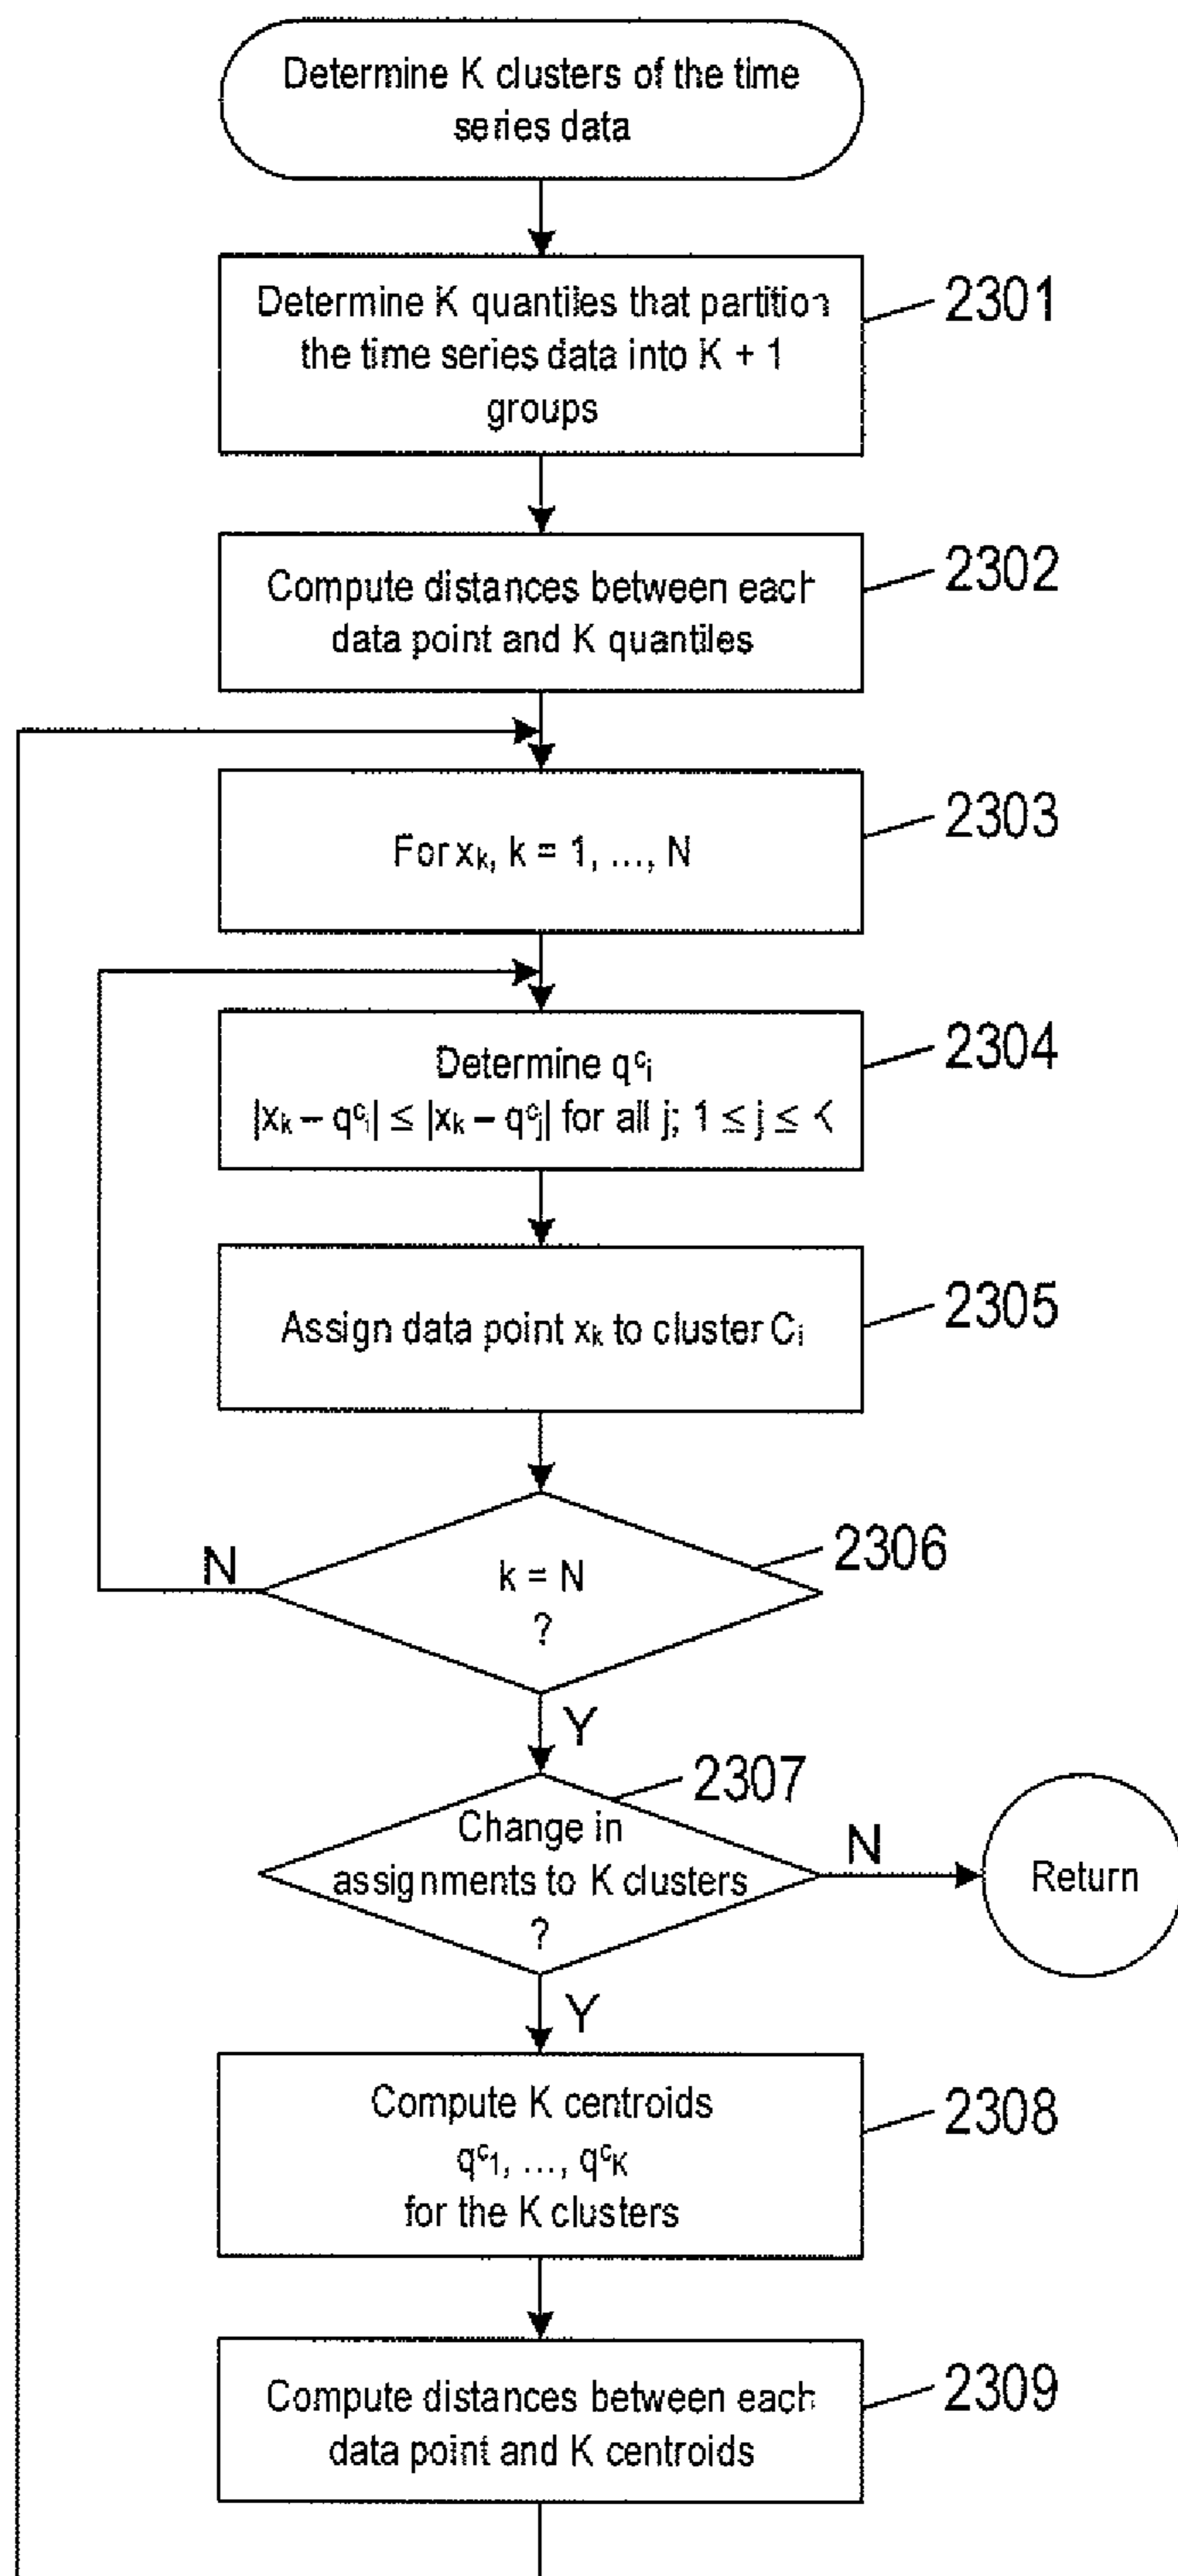 Determine K clusters of the time
series data
Determine K quantiles that partition
the time series data into K + 1
groups
2301
Compute distances between each
data point and K quantiles
2302
For xₖ, k = 1, ..., N
2303
Determine qᶜᵢ
|xₖ – qᶜᵢ| ≤ |xₖ – qᶜⱼ| for all j; 1 ≤ j ≤ K
2304
Assign data point xₖ to cluster Cᵢ
2305
k = N
?
2306
N
Y
2307
Change in
assignments to K clusters
?
N
Return
Y
Compute K centroids
qᶜ₁, ..., qᶜK
for the K clusters
2308
Compute distances between each
data point and K centroids
2309